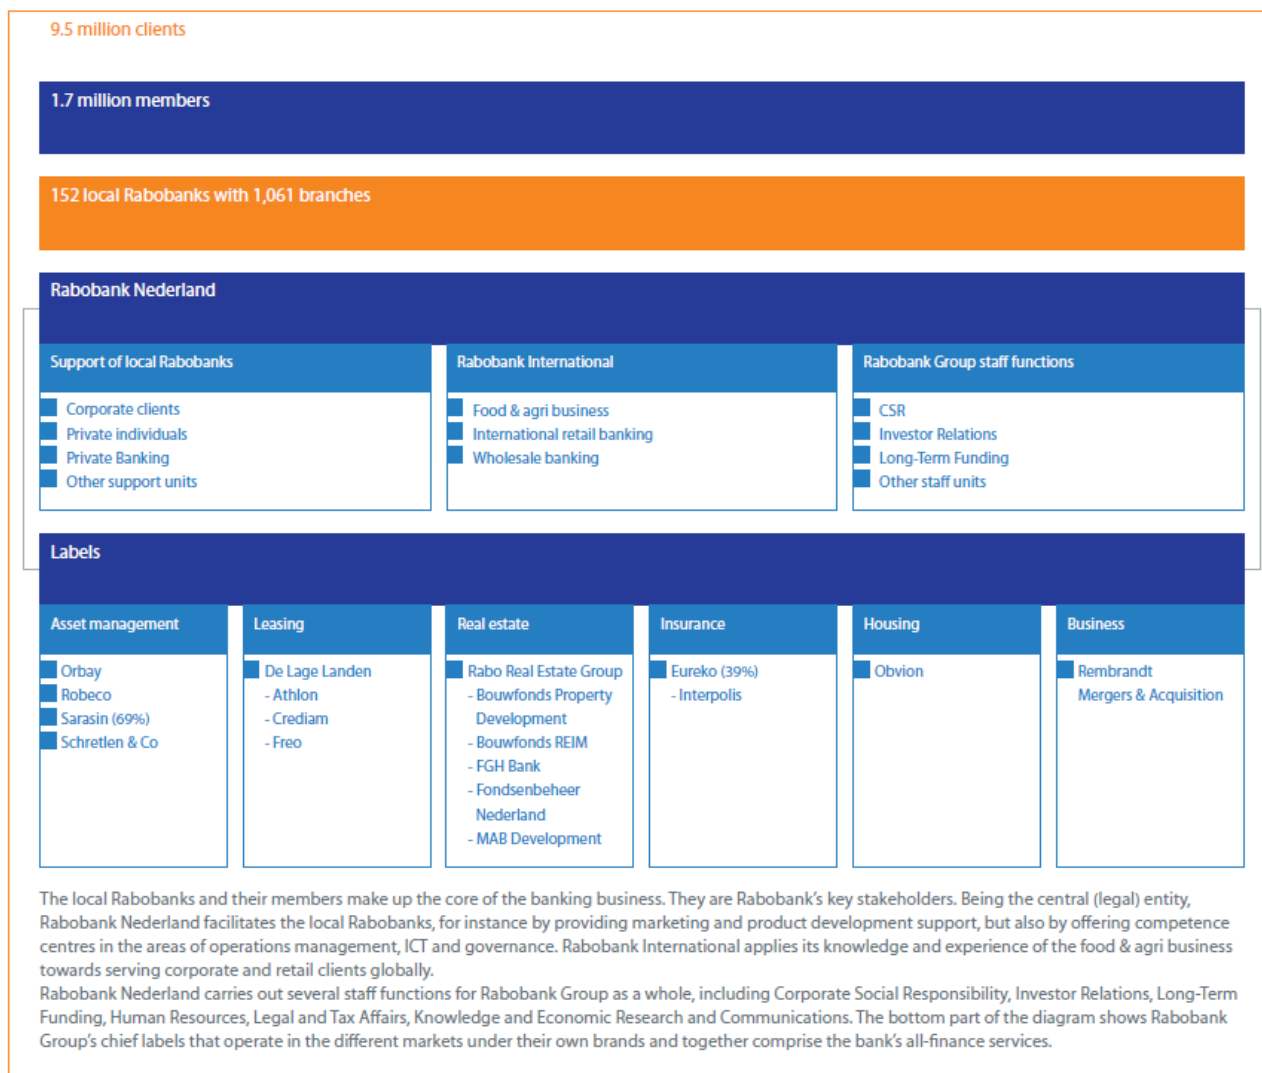 9.5 million clients
1.7 million members
152 local Rabobanks with 1,061 branches
Rabobank Nederland
Support of local Rabobanks
Corporate clients
Private individuals
Private Banking
Other support units
Rabobank International
Food & agri business
International retail banking
Wholesale banking
Rabobank Group staff functions
CSR
Investor Relations
Long-Term Funding
Other staff units
Labels
Asset management
Orbay
Robeco
Sarasin (69%)
Schretlen & Co
Leasing
De Lage Landen
- Athlon
- Crediam
- Freo
Real estate
Rabo Real Estate Group
- Bouwfonds Property
Development
- Bouwfonds REIM
- FGH Bank
- Fondsenbeheer
Nederland
- MAB Development
Insurance
Eureko (39%)
- Interpolis
Housing
Obvion
Business
Rembrandt
Mergers & Acquisition
The local Rabobanks and their members make up the core of the banking business. They are Rabobank's key stakeholders. Being the central (legal) entity,
Rabobank Nederland facilitates the local Rabobanks, for instance by providing marketing and product development support, but also by offering competence
centres in the areas of operations management, ICT and governance. Rabobank International applies its knowledge and experience of the food & agri business
towards serving corporate and retail clients globally.
Rabobank Nederland carries out several staff functions for Rabobank Group as a whole, including Corporate Social Responsibility, Investor Relations, Long-Term
Funding, Human Resources, Legal and Tax Affairs, Knowledge and Economic Research and Communications. The bottom part of the diagram shows Rabobank
Group's chief labels that operate in the different markets under their own brands and together comprise the bank's all-finance services.